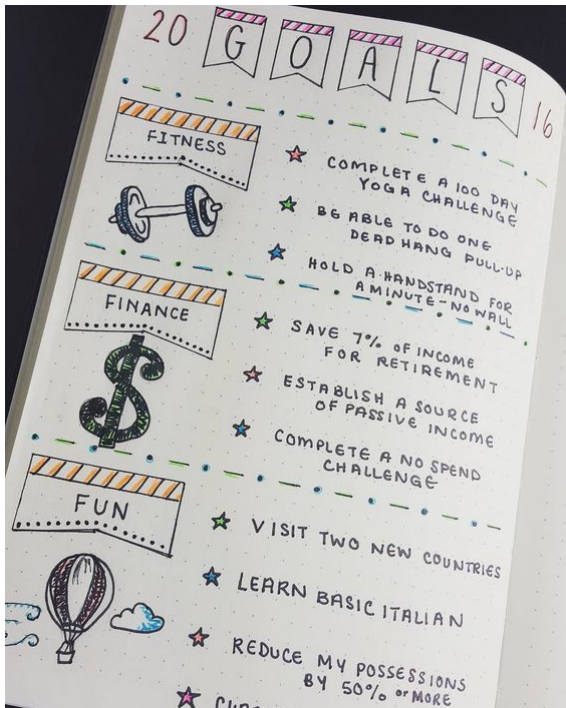 20 GOALS 16
FITNESS
COMPLETE A 100 DAY
YOGA CHALLENGE
BE ABLE TO DO ONE
DEAD HANG PULL-UP
HOLD A HANDSTAND FOR
A MINUTE - NO WALL
FINANCE
$
SAVE 7% OF INCOME
FOR RETIREMENT
ESTABLISH A SOURCE
OF PASSIVE INCOME
COMPLETE A NO SPEND
CHALLENGE
FUN
VISIT TWO NEW COUNTRIES
LEARN BASIC ITALIAN
REDUCE MY POSSESSIONS
BY 50% or MORE